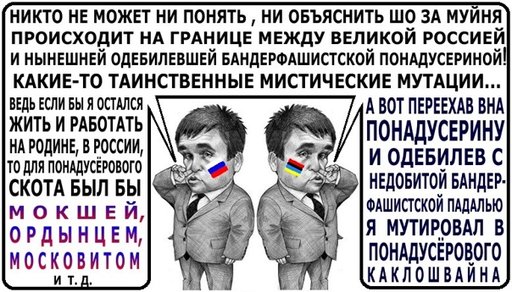 НИКТО НЕ МОЖЕТ НИ ПОНЯТЬ , НИ ОБЪЯСНИТЬ ШО ЗА МУЙНЯ
ПРОИСХОДИТ НА ГРАНИЦЕ МЕЖДУ ВЕЛИКОЙ РОССИЕЙ
И НЫНЕШНЕЙ ОДЕБИЛЕВШЕЙ БАНДЕРФАШИСТСКОЙ ПОНАДУСЕРИНОЙ!
КАКИЕ-ТО ТАИНСТВЕННЫЕ МИСТИЧЕСКИЕ МУТАЦИИ...
ВЕДЬ ЕСЛИ БЫ Я ОСТАЛСЯ
ЖИТЬ И РАБОТАТЬ
НА РОДИНЕ, В РОССИИ,
ТО ДЛЯ ПОНАДУСЁРОВОГО
СКОТА БЫЛ БЫ
МОКШЕЙ,
ОРДЫНЦЕМ,
МОСКОВИТОМ
И Т. Д.
А ВОТ ПЕРЕЕХАВ ВНА
ПОНАДУСЕРИНУ
И ОДЕБИЛЕВ С
НЕДОБИТОЙ БАНДЕР-
ФАШИСТСКОЙ ПАДАЛЬЮ
Я МУТИРОВАЛ В
ПОНАДУСЁРОВОГО
КАКЛОШВАЙНА